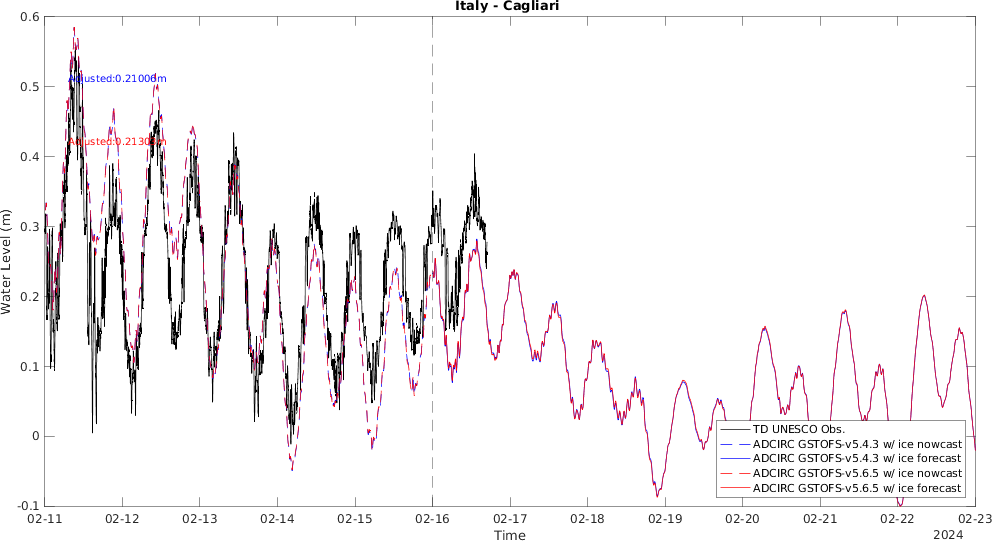 Italy - Cagliari
0.6
0.5
0.4
0.3
0.2
0.1
0
-0.1
Water Level (m)
02-11
02-12
02-13
02-14
02-15
02-16
02-17
02-18
02-19
02-20
02-21
02-22
02-23
Time
2024
TD UNESCO Obs.
ADCIRC GSTOFS-v5.4.3 w/ ice nowcast
ADCIRC GSTOFS-v5.4.3 w/ ice forecast
ADCIRC GSTOFS-v5.6.5 w/ ice nowcast
ADCIRC GSTOFS-v5.6.5 w/ ice forecast